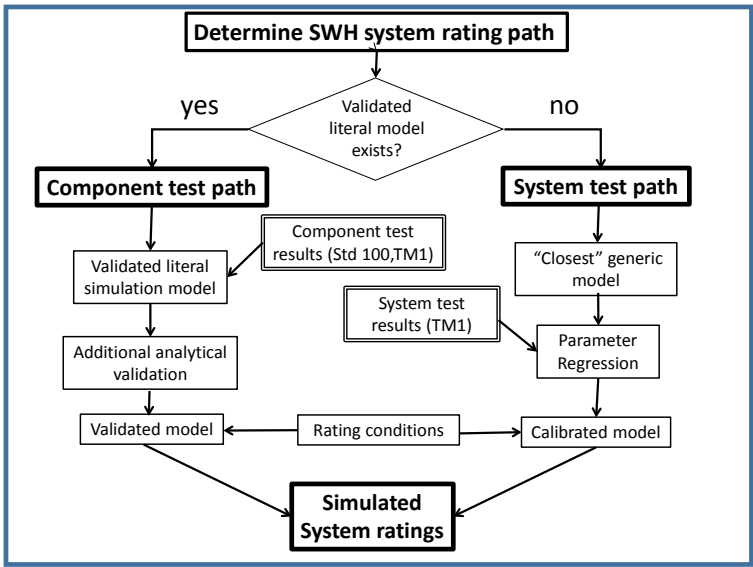 Determine SWH system rating path
yes
Validated
literal model
exists?
no
Component test path
System test path
Component test
results (Std 100,TM1)
Validated literal
simulation model
“Closest” generic
model
System test
results (TM1)
Additional analytical
validation
Parameter
Regression
Validated model
Rating conditions
Calibrated model
Simulated
System ratings